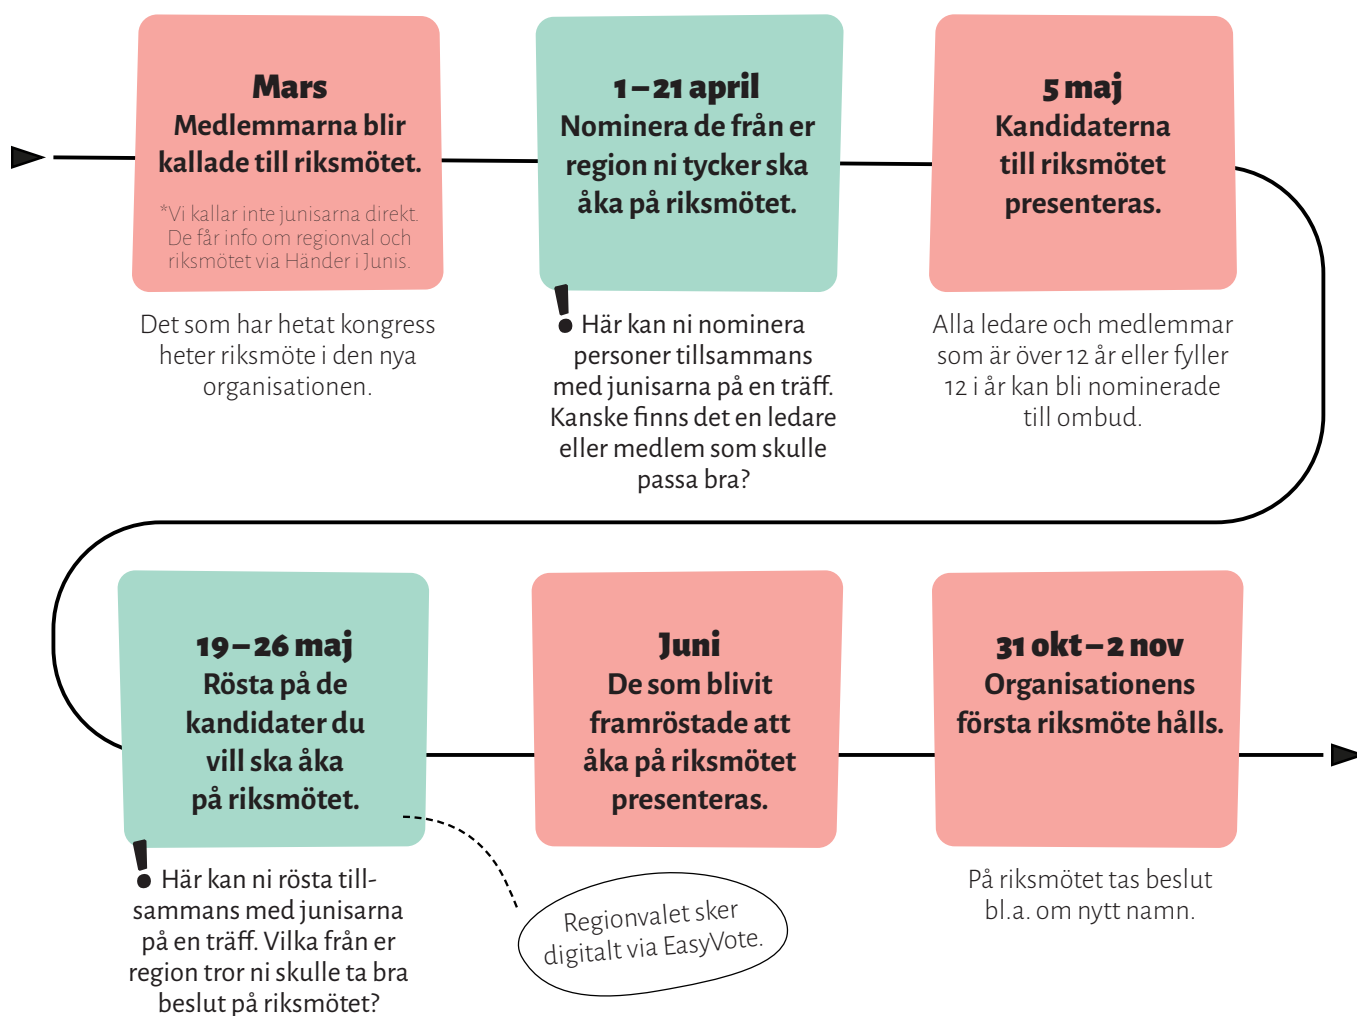 Mars
Medlemmarna blir
kallade till riksmötet.
*Vi kallar inte junisarna direkt.
De får info om regionval och
riksmötet via Händer i Junis.
Det som har hetat kongress
heter riksmöte i den nya
organisationen.
1–21 april
Nominera de från er
region ni tycker ska
åka på riksmötet.
! Här kan ni nominera
personer tillsammans
med junisarna på en träff.
Kanske finns det en ledare
eller medlem som skulle
passa bra?
5 maj
Kandidaterna
till riksmötet
presenteras.
Alla ledare och medlemmar
som är över 12 år eller fyller
12 i år kan bli nominerade
till ombud.
19–26 maj
Rösta på de
kandidater du
vill ska åka
på riksmötet.
! Här kan ni rösta till-
sammans med junisarna
på en träff. Vilka från er
region tror ni skulle ta bra
beslut på riksmötet?
Regionvalet sker
digitalt via EasyVote.
Juni
De som blivit
framröstade att
åka på riksmötet
presenteras.
31 okt–2 nov
Organisationens
första riksmöte hålls.
På riksmötet tas beslut
bl.a. om nytt namn.